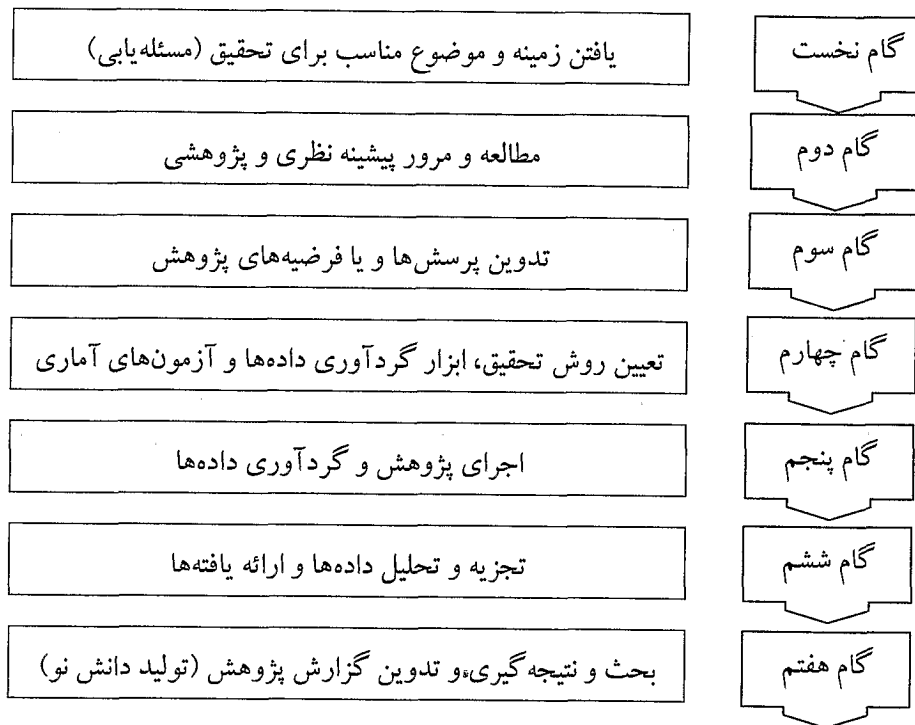 گام نخست
یافتن زمینه و موضوع مناسب برای تحقیق (مسئله‌یابی)
گام دوم
مطالعه و مرور پیشینه نظری و پژوهشی
گام سوم
تدوین پرسش‌ها و یا فرضیه‌های پژوهش
گام چهارم
تعیین روش تحقیق، ابزار گردآوری داده‌ها و آزمون‌های آماری
گام پنجم
اجرای پژوهش و گردآوری داده‌ها
گام ششم
تجزیه و تحلیل داده‌ها و ارائه یافته‌ها
گام هفتم
بحث و نتیجه‌گیری و تدوین گزارش پژوهش (تولید دانش نو)